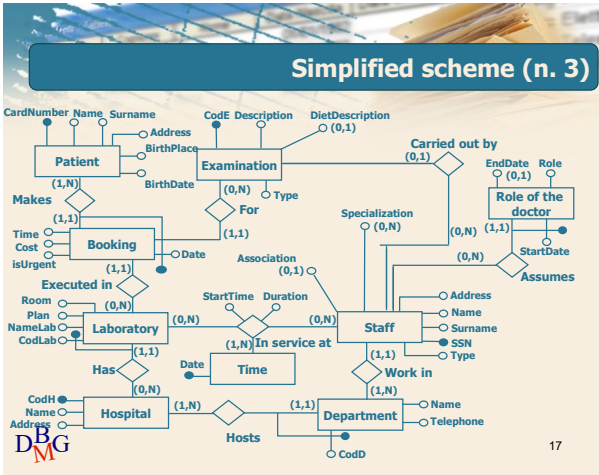 Simplified scheme (n. 3)
CardNumber Name Surname
Address
BirthPlace
BirthDate
Patient
(1,N)
Makes
(1,1)
CodE Description DietDescription
(0,1)
Examination
(0,N)
Type
For
(1,1)
Carried out by
(0,1)
(0,N)
EndDate Role
(0,1)
Role of the
doctor
(1,1)
StartDate
(0,N)
Assumes
Time
Cost
isUrgent
Booking
Date
(1,1)
Executed in
(0,N)
Specialization
(0,N)
Association
(0,1)
Room
Plan
NameLab
CodLab
Laboratory
(0,N)
StartTime Duration
(0,N)
(1,N) In service at
Date
Time
Staff
Address
Name
Surname
SSN
Type
(1,1)
Has
(0,N)
(1,1)
Work in
(1,N)
CodH
Name
Address
Hospital
(1,N)
Hosts
(1,1)
Department
Name
Telephone
CodD
DBMG
17